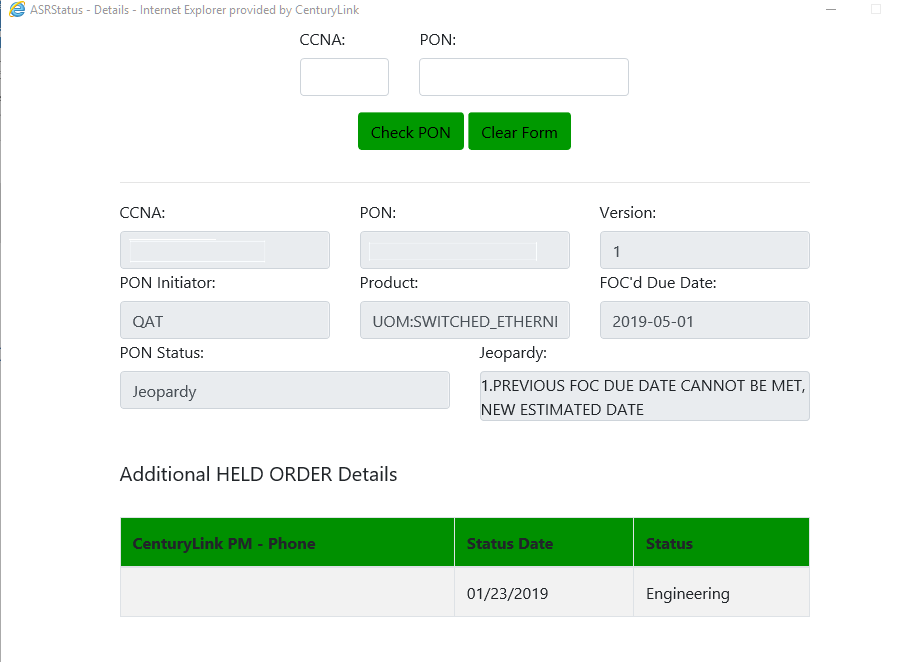 ASRStatus - Details - Internet Explorer provided by CenturyLink
CCNA: PON:
Check PON Clear Form
CCNA: PON: Version:
1
PON Initiator: Product: FOC'd Due Date:
QAT UOM:SWITCHED_ETHERNI 2019-05-01
PON Status: Jeopardy:
Jeopardy 1.PREVIOUS FOC DUE DATE CANNOT BE MET,
NEW ESTIMATED DATE
Additional HELD ORDER Details
CenturyLink PM - Phone Status Date Status
01/23/2019 Engineering